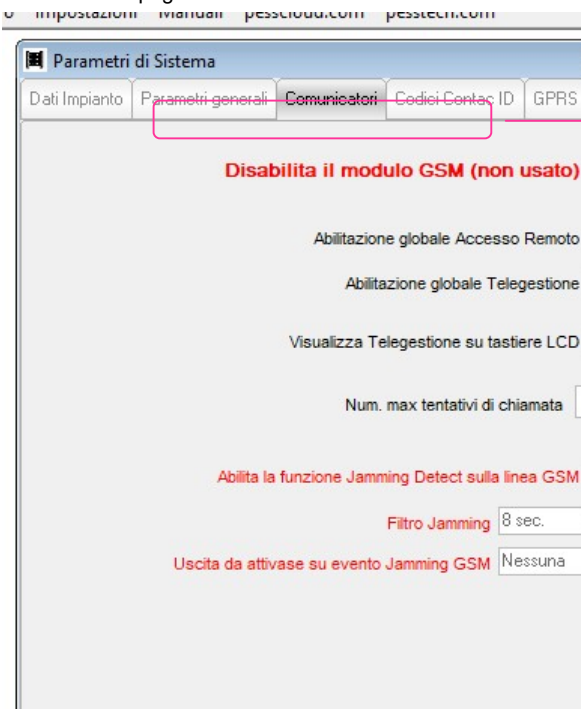 Impostazioni Manuali pesscloud.com pesstech.com
Parametri di Sistema
Dati Impianto Parametri generali Comunicatori Codici Contac ID GPRS
Disabilita il modulo GSM (non usato)
Abilitazione globale Accesso Remoto
Abilitazione globale Telegestione
Visualizza Telegestione su tastiere LCD
Num. max tentativi di chiamata
Abilita la funzione Jamming Detect sulla linea GSM
Filtro Jamming 8 sec.
Uscita da attivase su evento Jamming GSM Nessuna